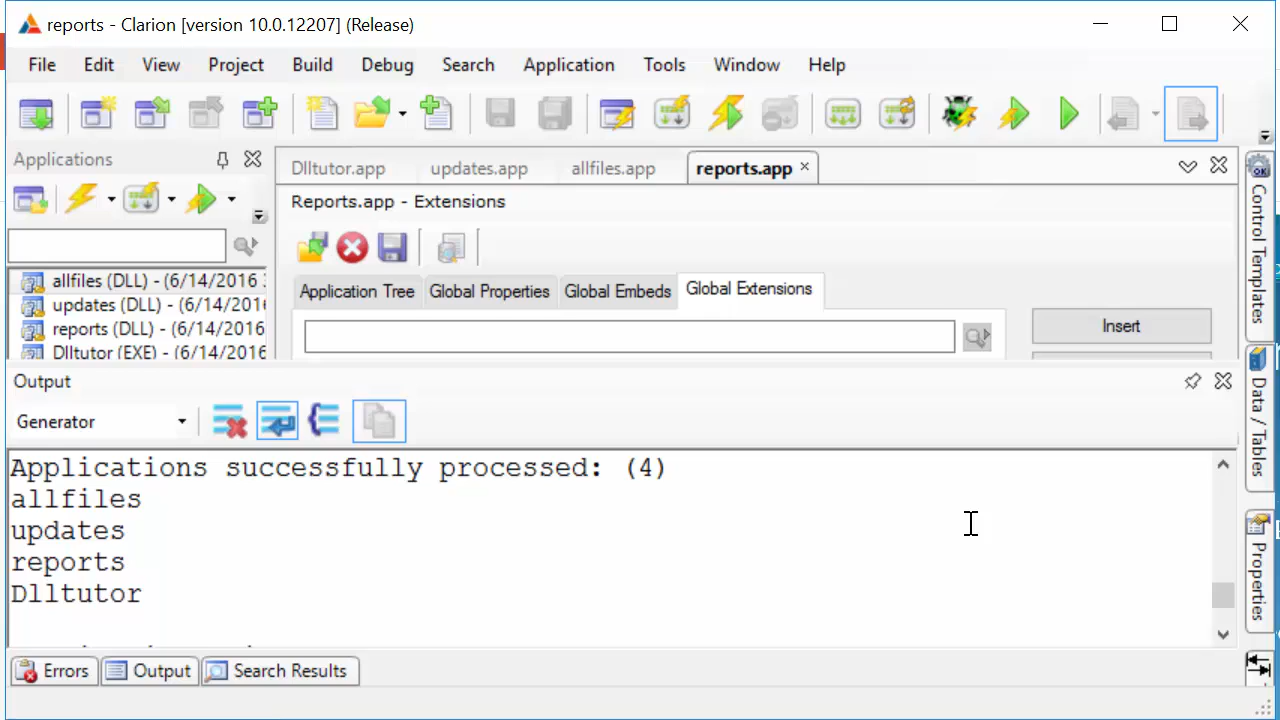 reports - Clarion [version 10.0.12207] (Release)
File Edit View Project Build Debug Search Application Tools Window Help
Applications
Dlltutor.app updates.app allfiles.app reports.app
Reports.app - Extensions
Application Tree Global Properties Global Embeds Global Extensions
Insert
allfiles (DLL) - (6/14/2016
updates (DLL) - (6/14/2016
reports (DLL) - (6/14/2016
Dlltutor (EXE) - (6/14/2016
Control Templates
Data / Tables
Properties
Output
Generator
Applications successfully processed: (4)
allfiles
updates
reports
Dlltutor
Errors Output Search Results